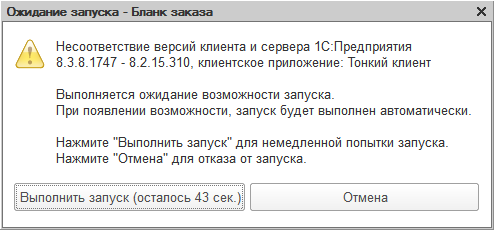 Ожидание запуска - Бланк заказа
Несоответствие версий клиента и сервера 1С:Предприятия
8.3.8.1747 - 8.2.15.310, клиентское приложение: Тонкий клиент
Выполняется ожидание возможности запуска.
При появлении возможности, запуск будет выполнен автоматически.
Нажмите "Выполнить запуск" для немедленной попытки запуска.
Нажмите "Отмена" для отказа от запуска.
Выполнить запуск (осталось 43 сек.)
Отмена